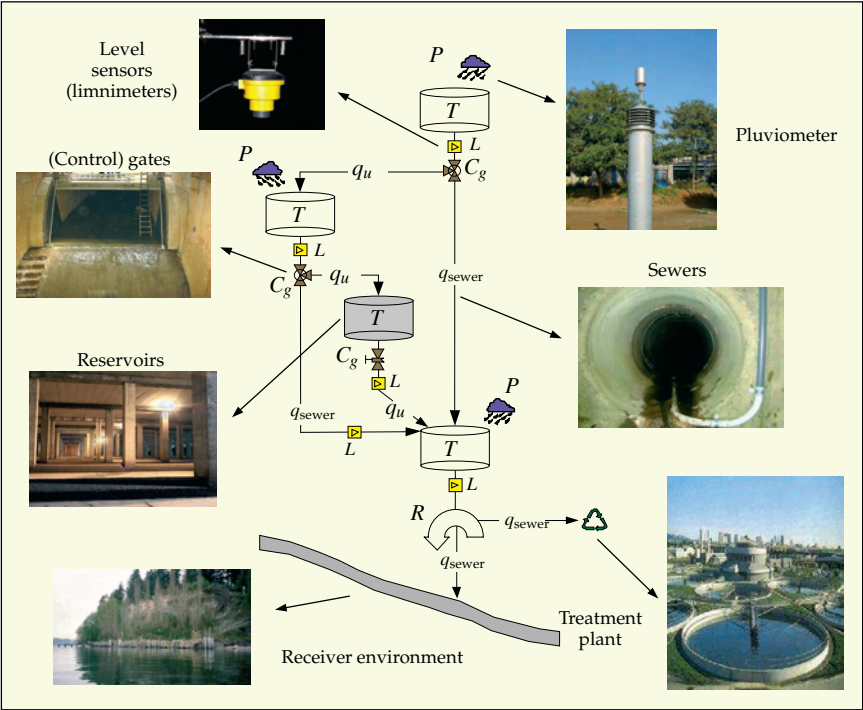 Level
sensors
(limnimeters)
P
T
L
C_g
Pluviometer
(Control) gates
P
q_u
T
L
C_g
q_u
q_sewer
Sewers
T
C_g
L
q_u
Reservoirs
q_sewer
L
P
T
L
R
q_sewer
q_sewer
Treatment
plant
Receiver environment